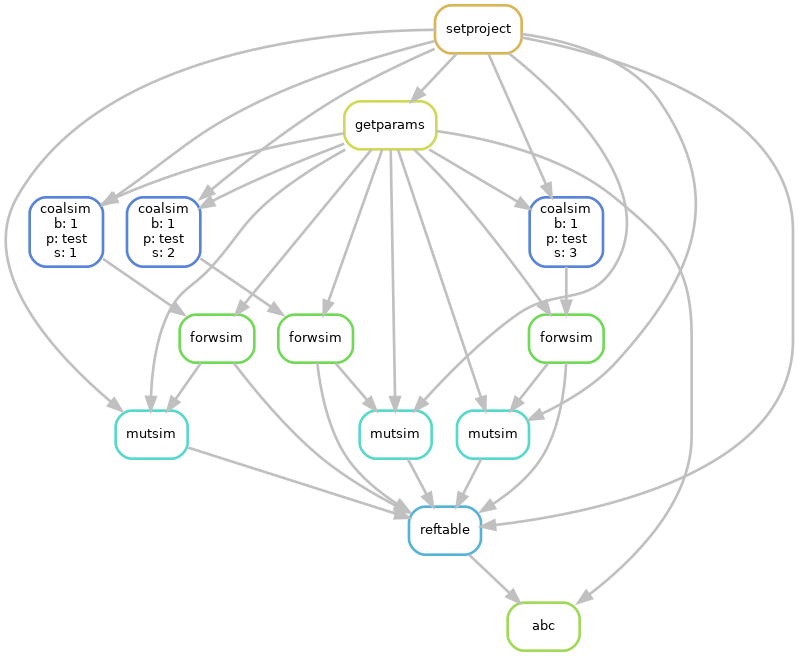 setproject
getparams
coalsim
b: 1
p: test
s: 1
coalsim
b: 1
p: test
s: 2
coalsim
b: 1
p: test
s: 3
forwsim
forwsim
forwsim
mutsim
mutsim
mutsim
reftable
abc